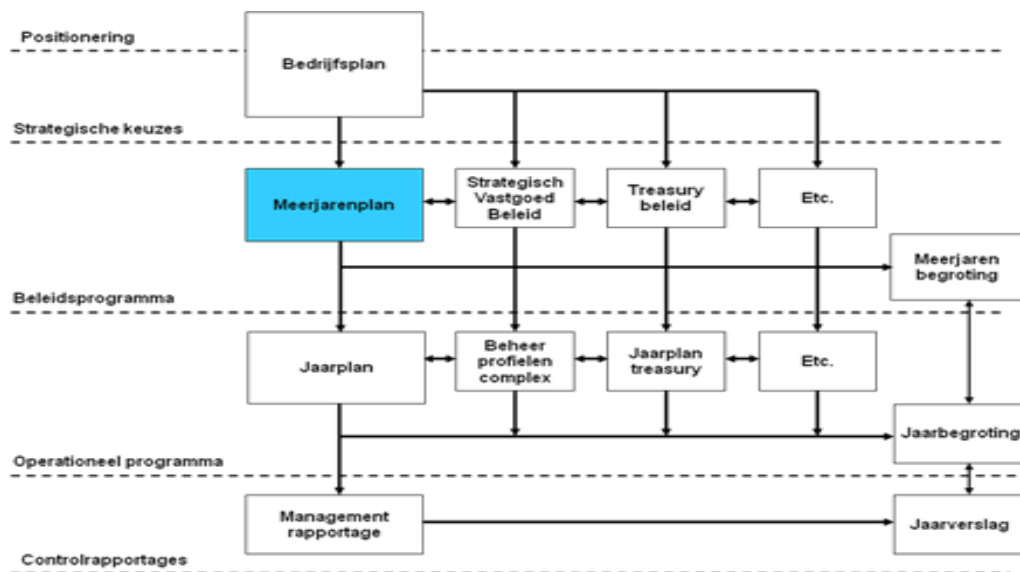 Positionering
Bedrijfsplan
Strategische keuzes
Meerjarenplan
Strategisch
Vastgoed
Beleid
Treasury
beleid
Etc.
Meerjaren
begroting
Beleidsprogramma
Jaarplan
Beheer
profielen
complex
Jaarplan
treasury
Etc.
Jaarbegroting
Operationeel programma
Management
rapportage
Jaarverslag
Controlrapportages